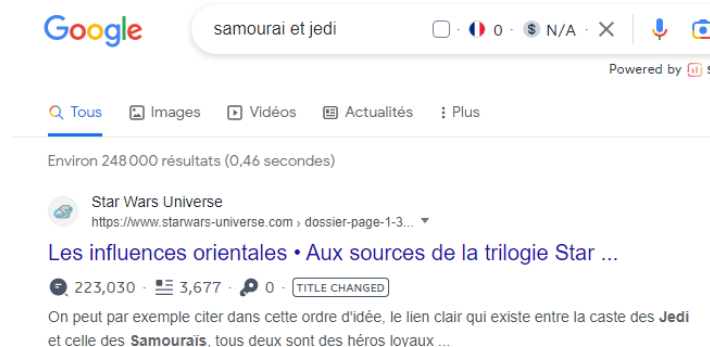 Google
samourai et jedi
0 · $ N/A
Powered by
Tous
Images
Vidéos
Actualités
Plus
Environ 248 000 résultats (0,46 secondes)
Star Wars Universe
https://www.starwars-universe.com › dossier-page-1-3...
Les influences orientales • Aux sources de la trilogie Star ...
223,030 · 3,677 · 0 · TITLE CHANGED
On peut par exemple citer dans cette ordre d'idée, le lien clair qui existe entre la caste des Jedi
et celle des Samouraïs, tous deux sont des héros loyaux ...